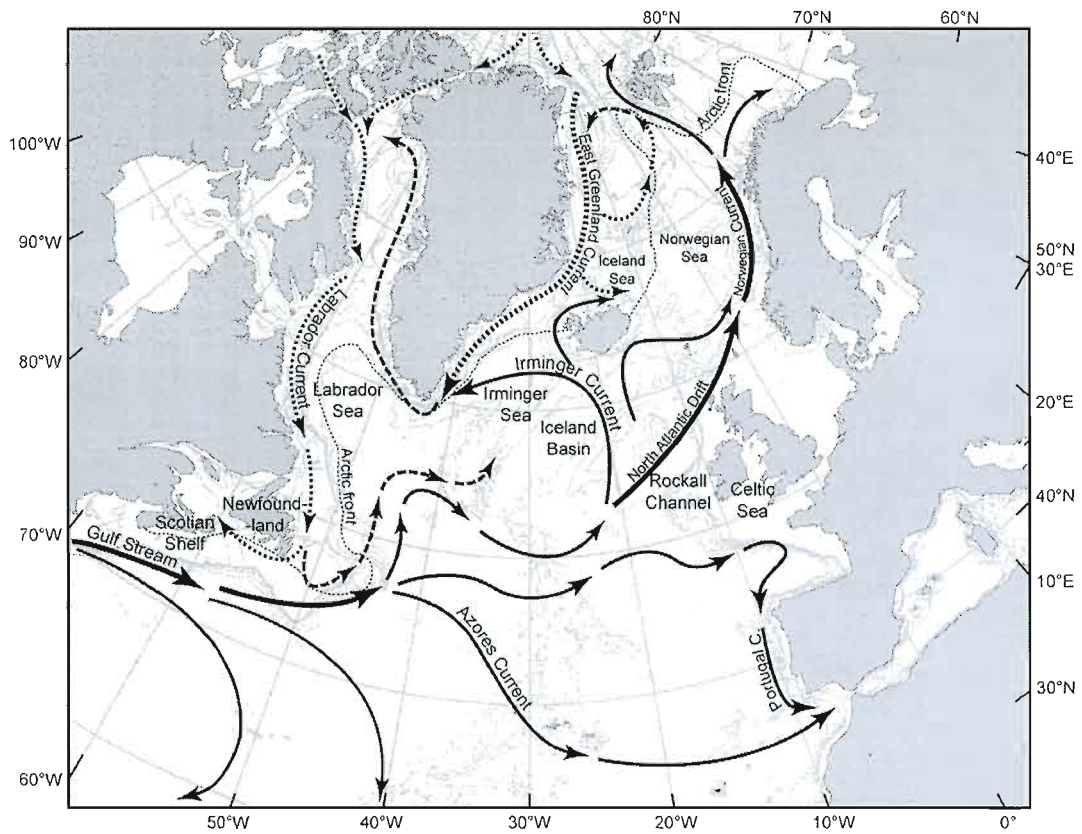 80°N
70°N
60°N
100°W
90°W
80°W
70°W
60°W
50°W
40°W
30°W
20°W
10°W
0°
40°E
50°N
30°E
20°E
40°N
10°E
30°N
Arctic front
East Greenland Current
Norwegian Current
Norwegian
Sea
Iceland
Sea
Labrador Current
Labrador
Sea
Irminger Current
Irminger
Sea
Iceland
Basin
North Atlantic Drift
Rockall
Channel
Celtic
Sea
Arctic front
Newfound-
-land
Scotian
Shelf
Gulf Stream
Azores Current
Portugal C.